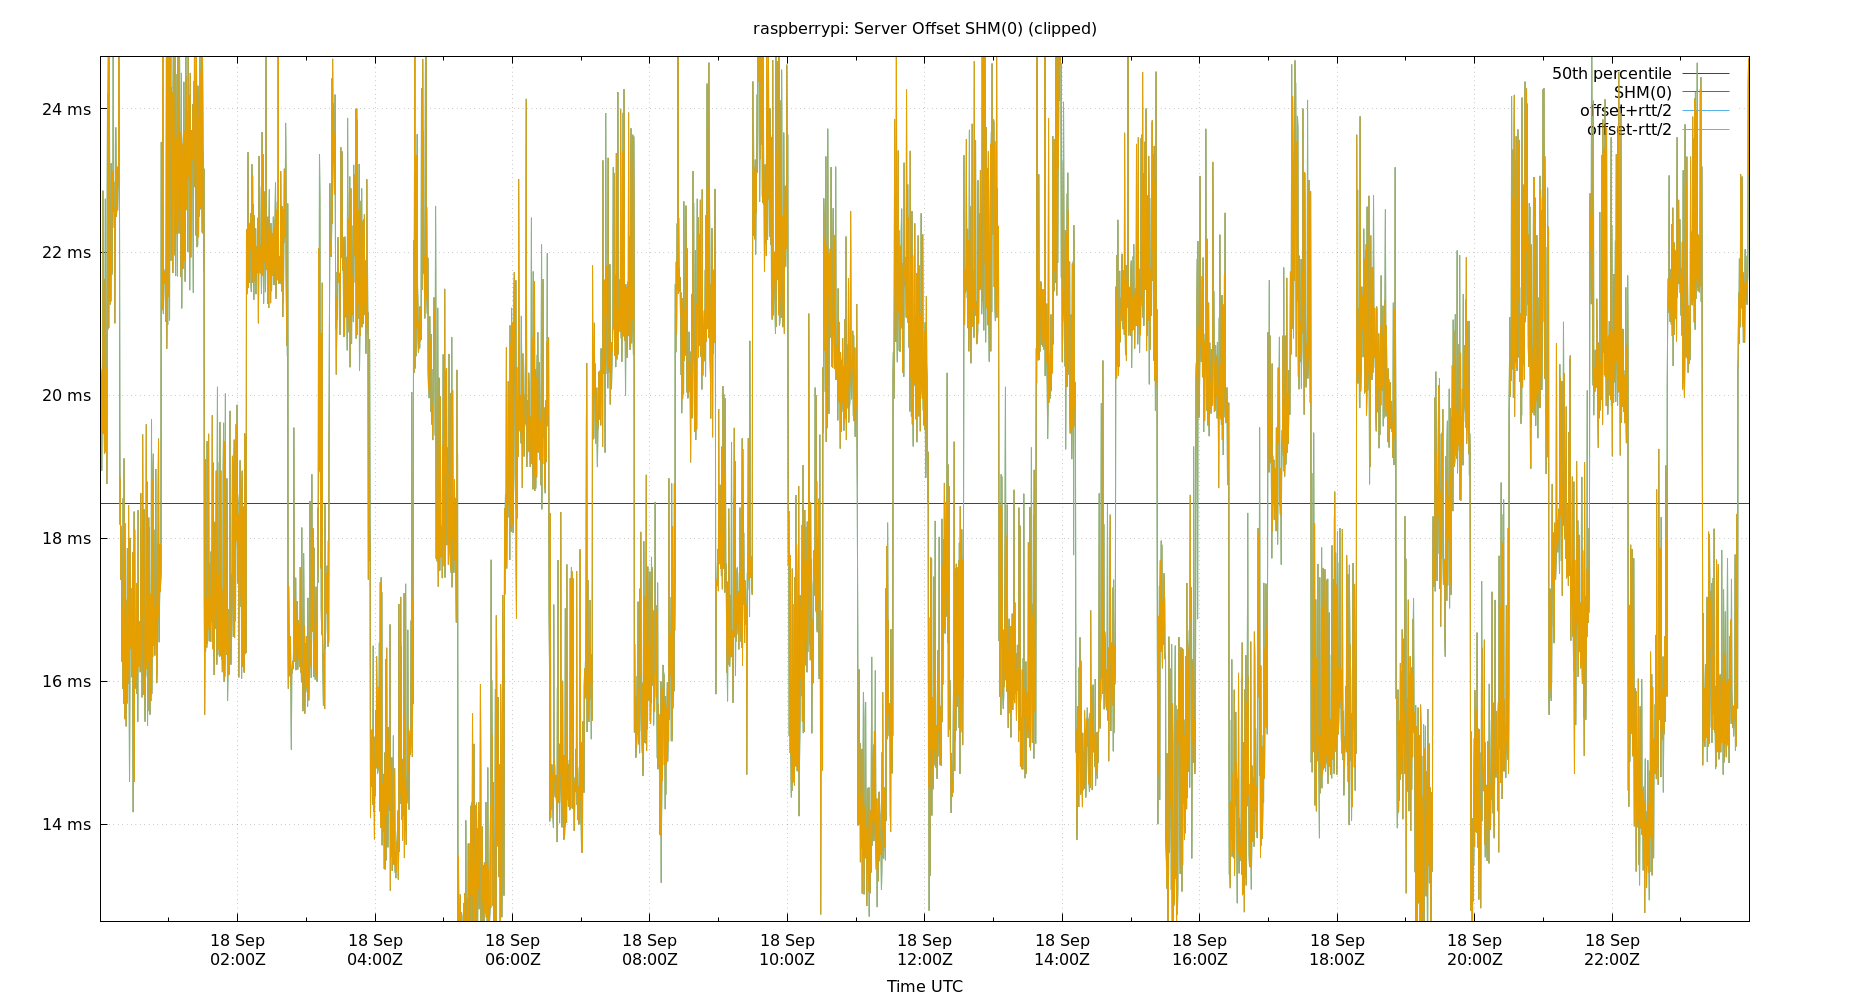 raspberrypi: Server Offset SHM(0) (clipped)
50th percentile
SHM(0)
offset+rtt/2
offset-rtt/2
24 ms
22 ms
20 ms
18 ms
16 ms
14 ms
18 Sep 18 Sep 18 Sep 18 Sep 18 Sep 18 Sep 18 Sep 18 Sep 18 Sep 18 Sep 18 Sep
02:00Z 04:00Z 06:00Z 08:00Z 10:00Z 12:00Z 14:00Z 16:00Z 18:00Z 20:00Z 22:00Z
Time UTC